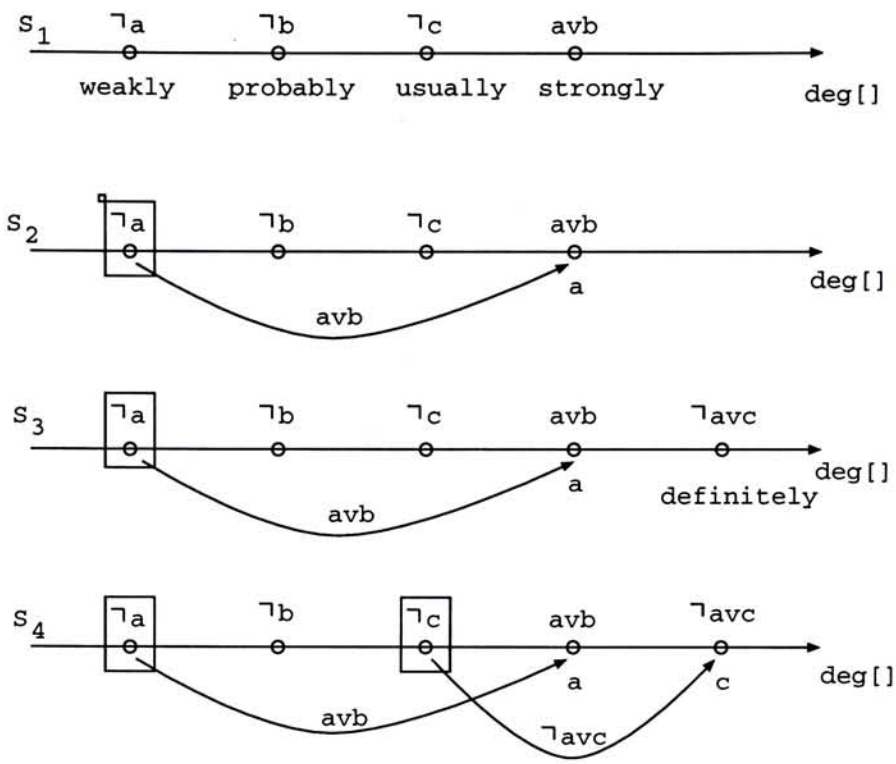 S1 ¬a ¬b ¬c avb
weakly probably usually strongly deg[]
S2 ¬a ¬b ¬c avb
deg[]
a
avb
S3 ¬a ¬b ¬c avb ¬avc
deg[]
a definitely
avb
S4 ¬a ¬b ¬c avb ¬avc
a c deg[]
avb ¬avc